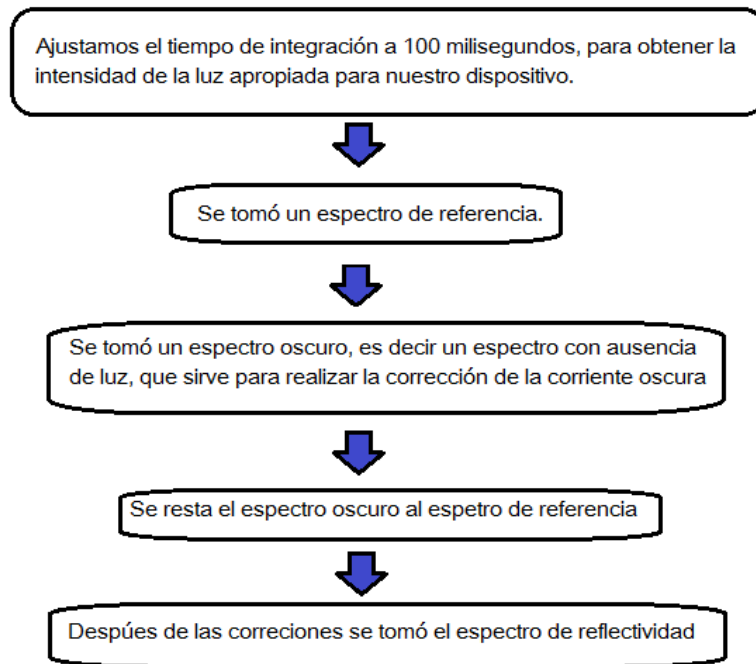 Ajustamos el tiempo de integración a 100 milisegundos, para obtener la
intensidad de la luz apropiada para nuestro dispositivo.
Se tomó un espectro de referencia.
Se tomó un espectro oscuro, es decir un espectro con ausencia
de luz, que sirve para realizar la corrección de la corriente oscura
Se resta el espectro oscuro al espetro de referencia
Despúes de las correciones se tomó el espectro de reflectividad